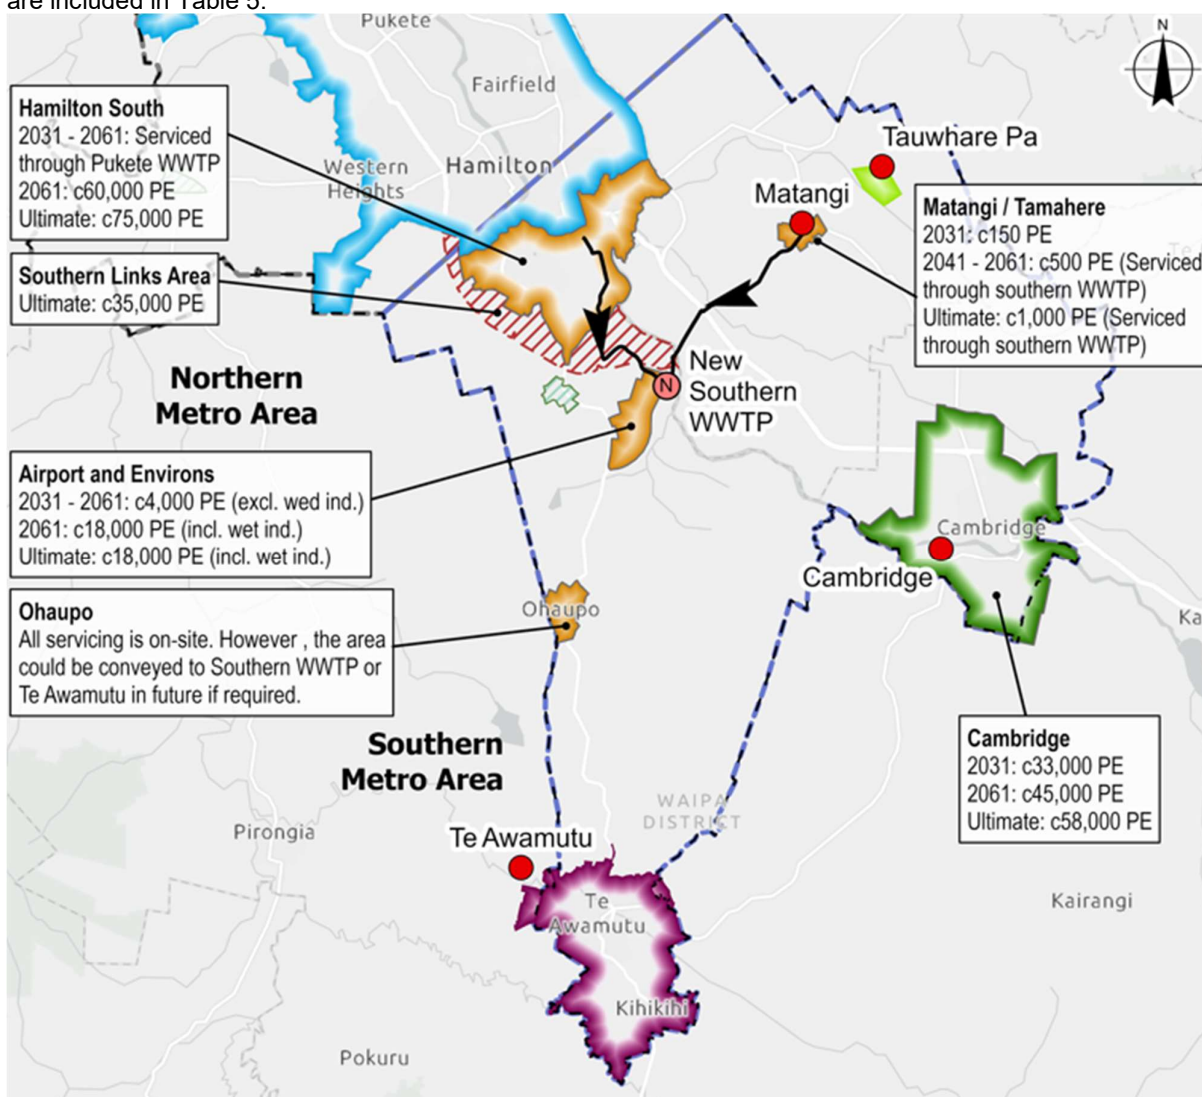 are included in Table 5.
Pukete
N
Fairfield
Hamilton South
2031 - 2061: Serviced
through Pukete WWTP
2061: c60,000 PE
Ultimate: c75,000 PE
Western
Heights
Hamilton
Tauwhare Pa
Matangi
Matangi / Tamahere
2031: c150 PE
2041 - 2061: c500 PE (Serviced
through southern WWTP)
Ultimate: c1,000 PE (Serviced
through southern WWTP)
Southern Links Area
Ultimate: c35,000 PE
Northern
Metro Area
N
New
Southern
WWTP
Airport and Environs
2031 - 2061: c4,000 PE (excl. wed ind.)
2061: c18,000 PE (incl. wet ind.)
Ultimate: c18,000 PE (incl. wet ind.)
Cambridge
Cambridge
Ohaupo
All servicing is on-site. However , the area
could be conveyed to Southern WWTP or
Te Awamutu in future if required.
Ohaupo
Ka
Southern
Metro Area
Cambridge
2031: c33,000 PE
2061: c45,000 PE
Ultimate: c58,000 PE
WAIPA
DISTRICT
Pirongia
Te Awamutu
Te
Awamutu
Kairangi
Kihikihi
Pokuru